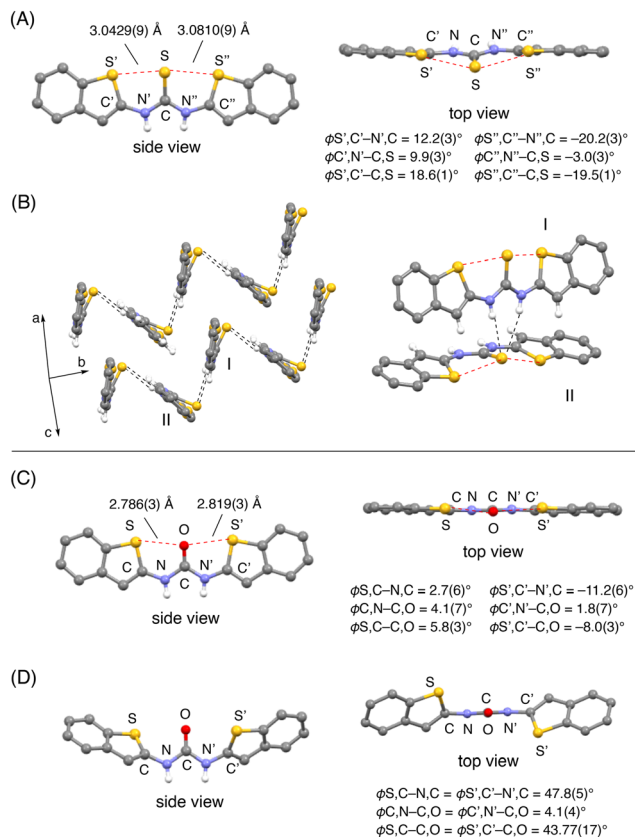 (A)
3.0429(9) Å
3.0810(9) Å
S'
S
S''
C'
N'
C
N''
C''
side view
C'
N
C
N''
C''
S'
S
S''
top view
ϕS',C'–N',C = 12.2(3)°
ϕS'',C''–N'',C = –20.2(3)°
ϕC',N'–C,S = 9.9(3)°
ϕC'',N''–C,S = –3.0(3)°
ϕS',C'–C,S = 18.6(1)°
ϕS'',C''–C,S = –19.5(1)°
(B)
a
b
c
I
II
I
II
(C)
2.786(3) Å
2.819(3) Å
S
O
S'
C
N
C
N'
C'
side view
C
N
C
N'
C'
S
O
S'
top view
ϕS,C–N,C = 2.7(6)°
ϕS',C'–N',C = –11.2(6)°
ϕC,N–C,O = 4.1(7)°
ϕC',N'–C,O = 1.8(7)°
ϕS,C–C,O = 5.8(3)°
ϕS',C'–C,O = –8.0(3)°
(D)
S
O
S'
C
N
C
N'
C'
side view
S
C
C'
C
N
O
N'
S'
top view
ϕS,C–N,C = ϕS',C'–N',C = 47.8(5)°
ϕC,N–C,O = ϕC',N'–C,O = 4.1(4)°
ϕS,C–C,O = ϕS',C'–C,O = 43.77(17)°